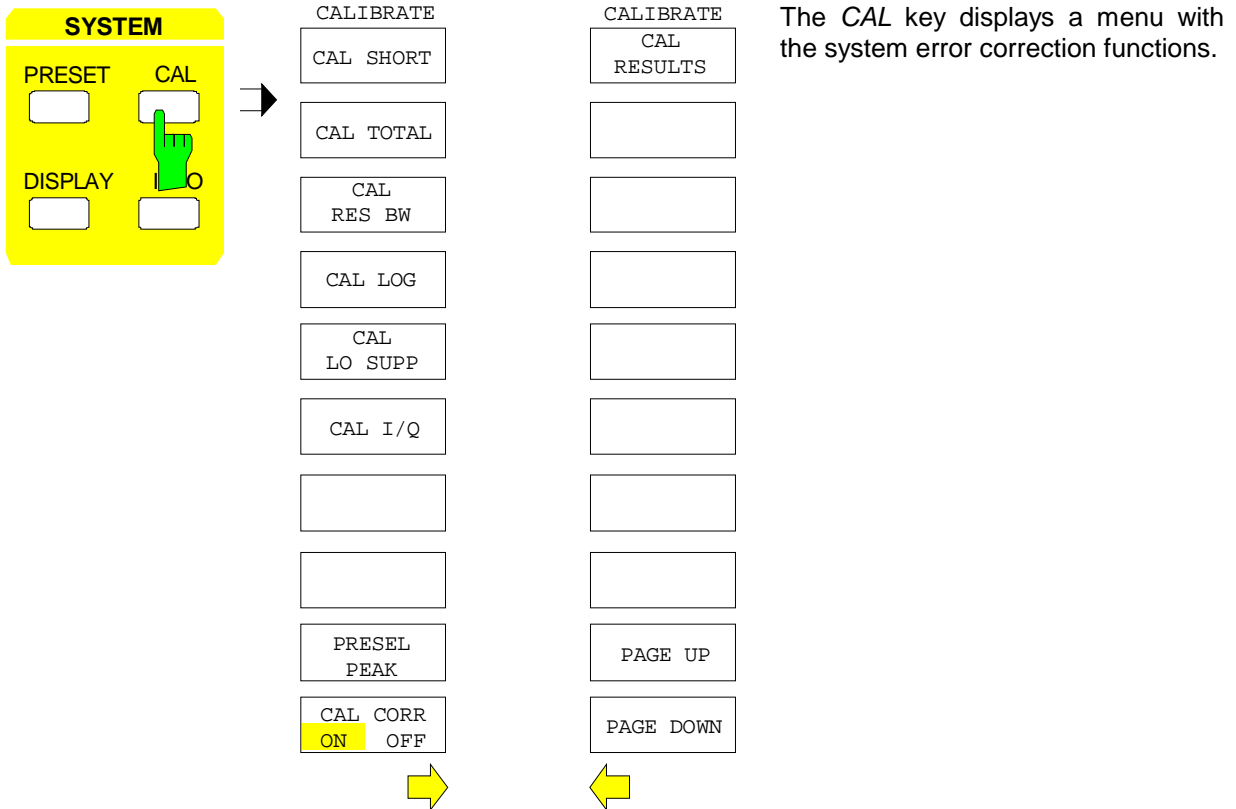 SYSTEM
PRESET CAL
DISPLAY
CALIBRATE
CAL SHORT
CAL TOTAL
CAL
RES BW
CAL LOG
CAL
LO SUPP
CAL I/Q
PRESEL
PEAK
CAL CORR
ON OFF
CALIBRATE
CAL
RESULTS
PAGE UP
PAGE DOWN
The CAL key displays a menu with
the system error correction functions.